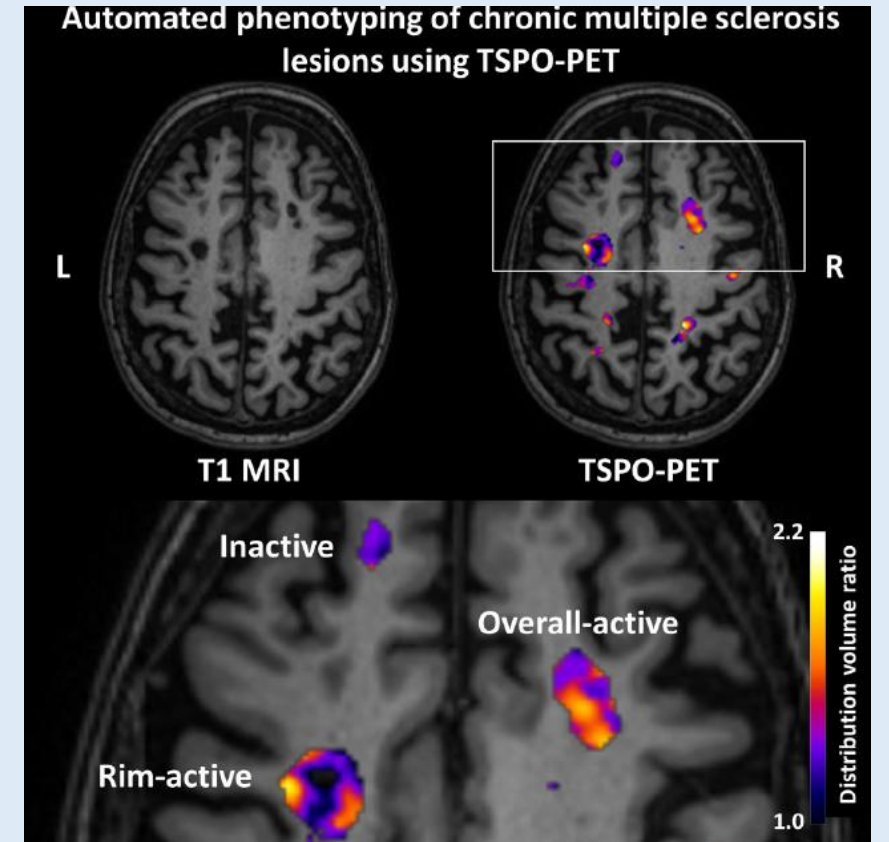 Automated phenotyping of chronic multiple sclerosis
lesions using TSPO-PET
L
R
T1 MRI
TSPO-PET
Inactive
Overall-active
Rim-active
2.2
Distribution volume ratio
1.0